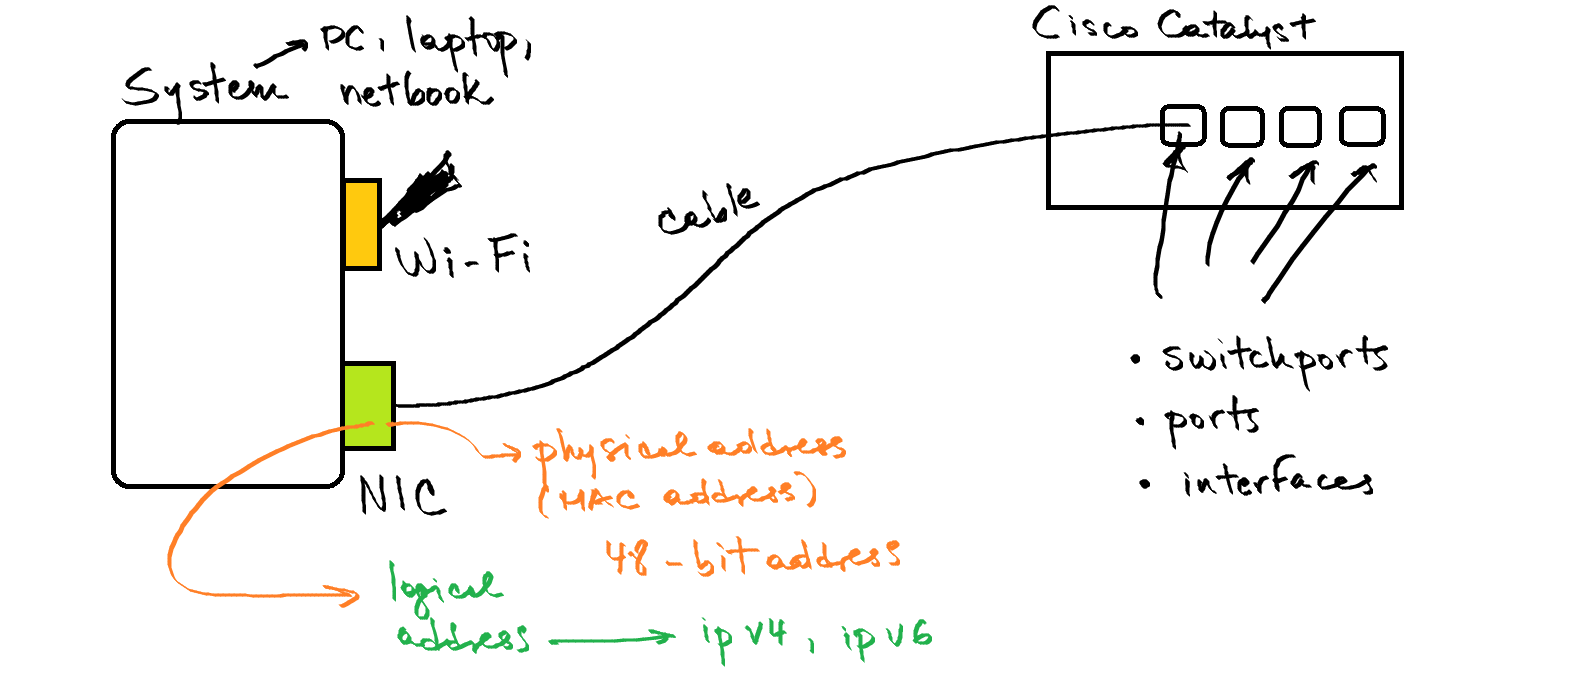 Cisco Catalyst
System
PC, laptop,
netbook
Wi-Fi
cable
• switchports
• ports
• interfaces
NIC
physical address
(MAC address)
48-bit address
logical
address
ipv4, ipv6